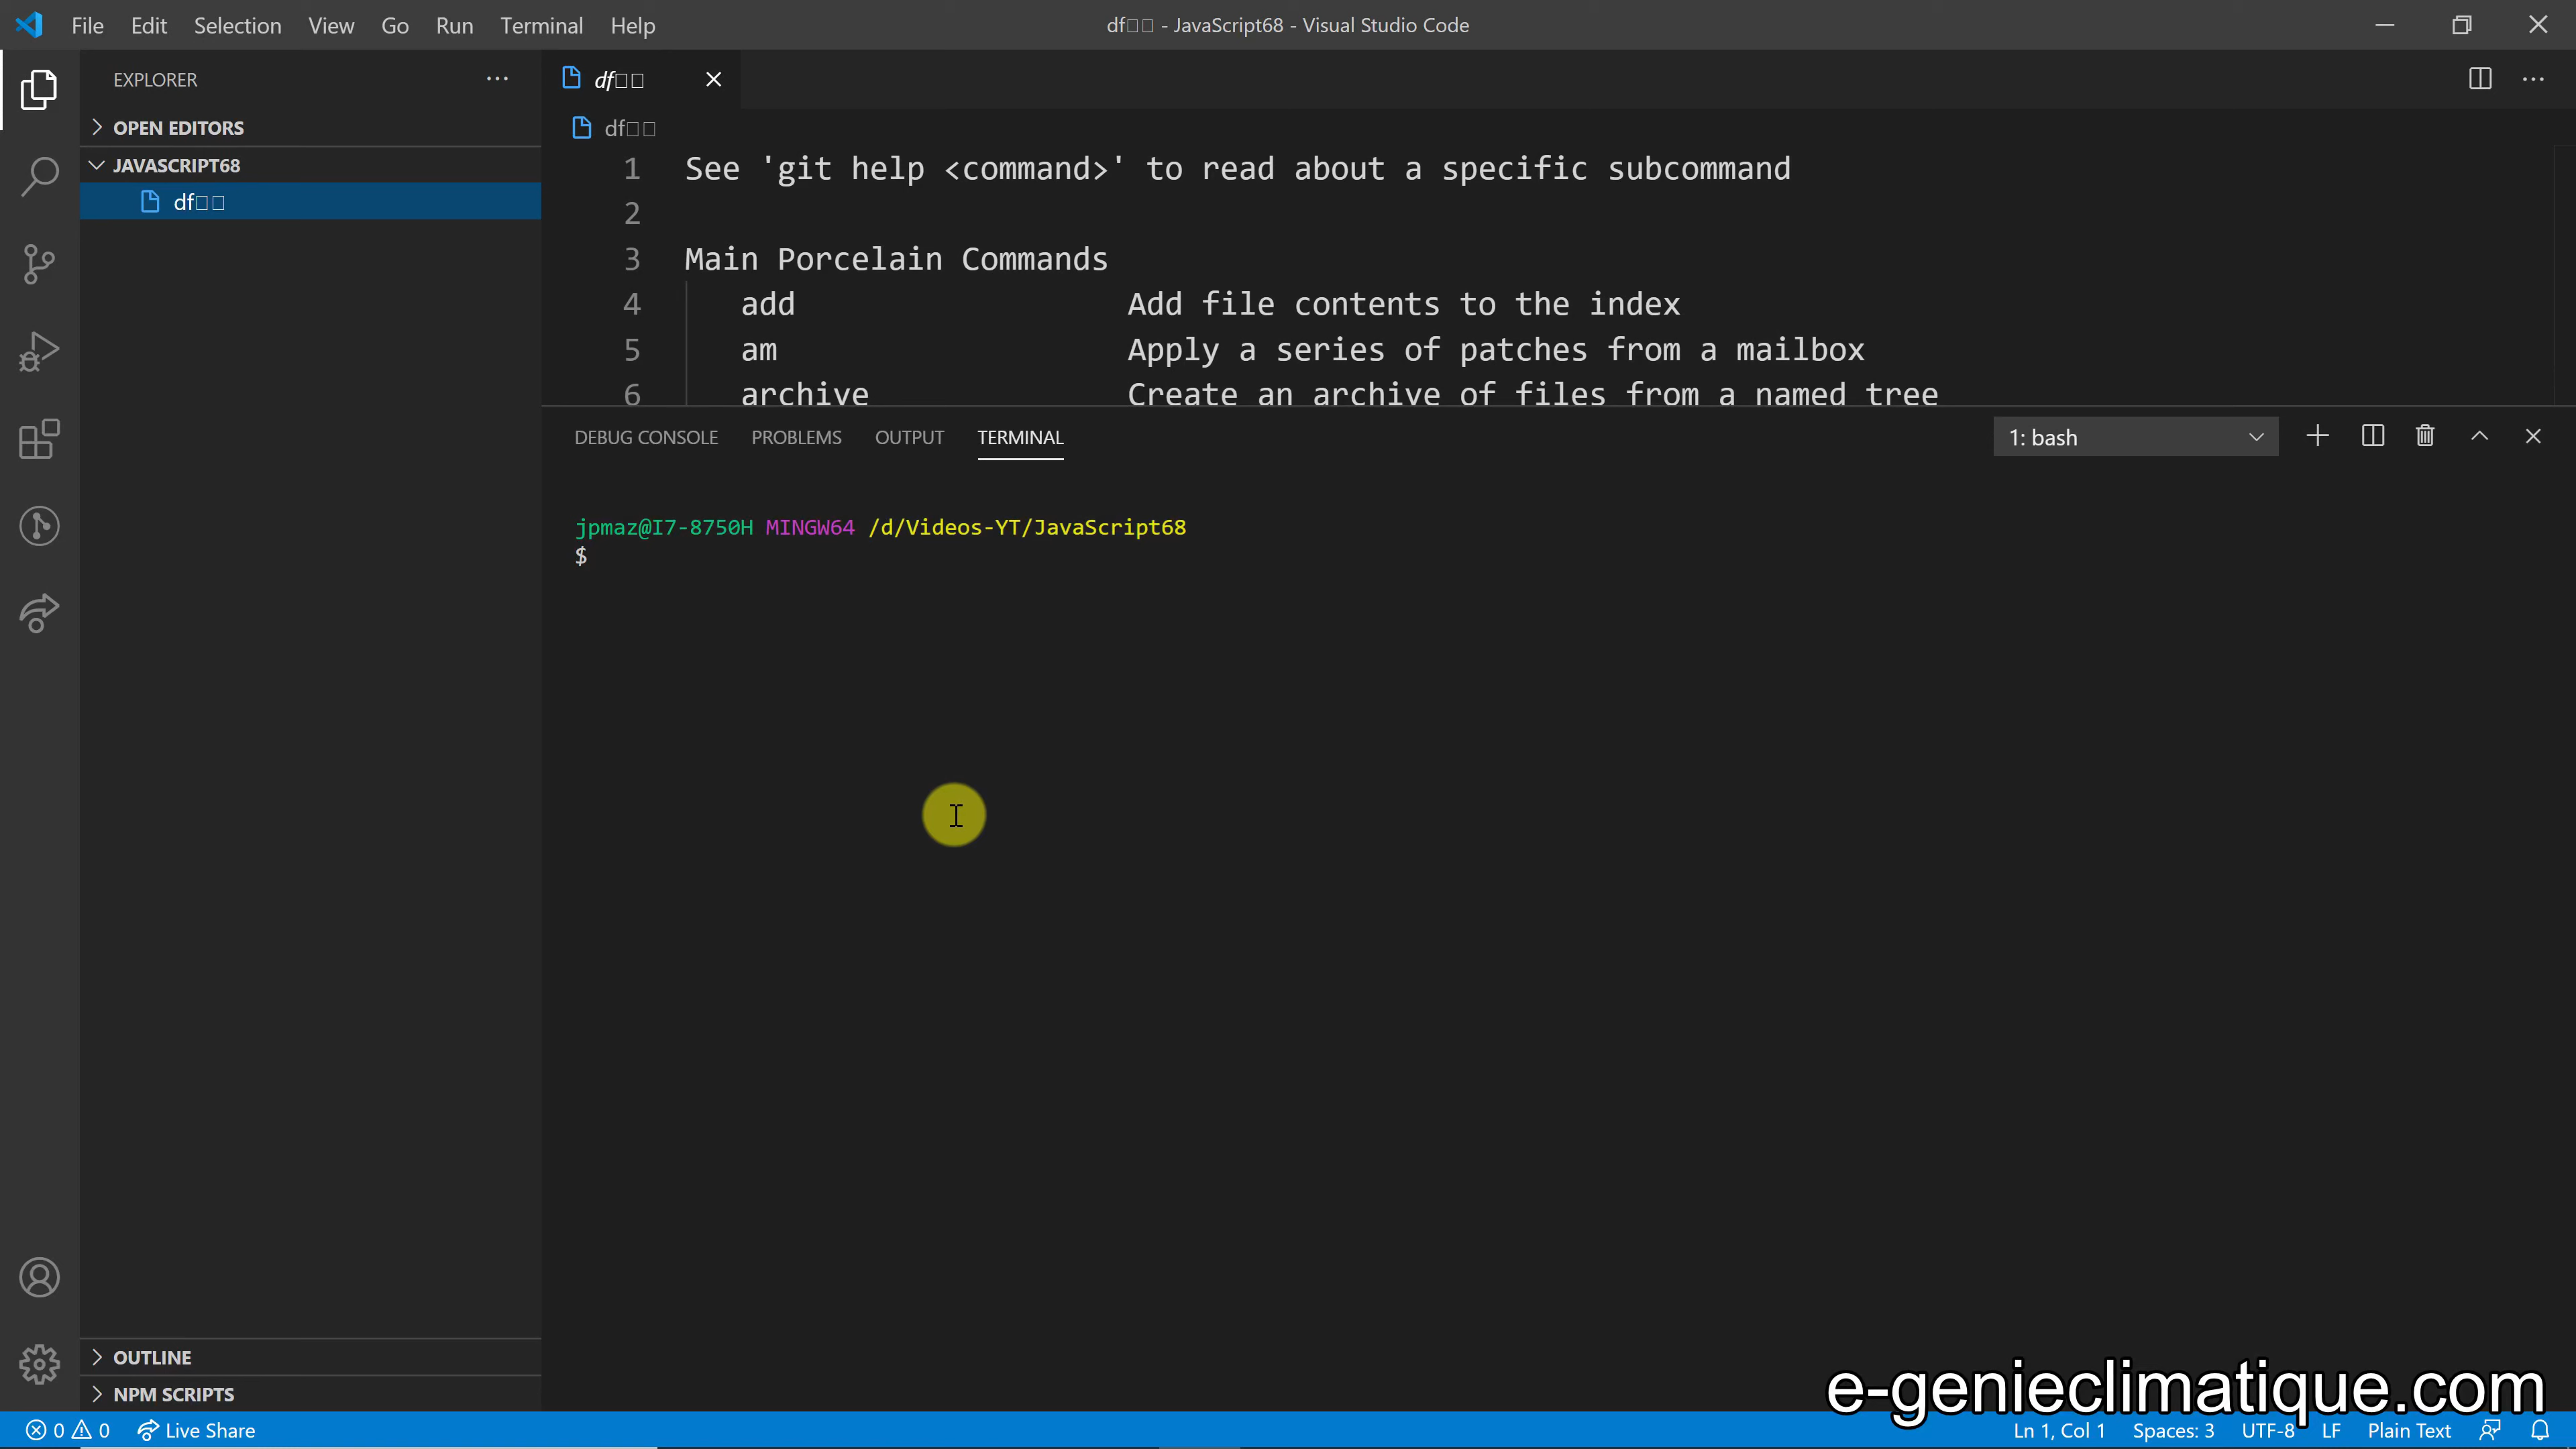 File Edit Selection View Go Run Terminal Help
df□□ - JavaScript68 - Visual Studio Code
EXPLORER
OPEN EDITORS
JAVASCRIPT68
df□□
df□□
df□□
1 See 'git help <command>' to read about a specific subcommand
2
3 Main Porcelain Commands
4 add Add file contents to the index
5 am Apply a series of patches from a mailbox
6 archive Create an archive of files from a named tree
DEBUG CONSOLE PROBLEMS OUTPUT TERMINAL
1: bash
jpmaz@I7-8750H MINGW64 /d/Videos-YT/JavaScript68
$
OUTLINE
NPM SCRIPTS
e-genieclimatique.com
0 0 Live Share
Ln 1, Col 1 Spaces: 3 UTF-8 LF Plain Text